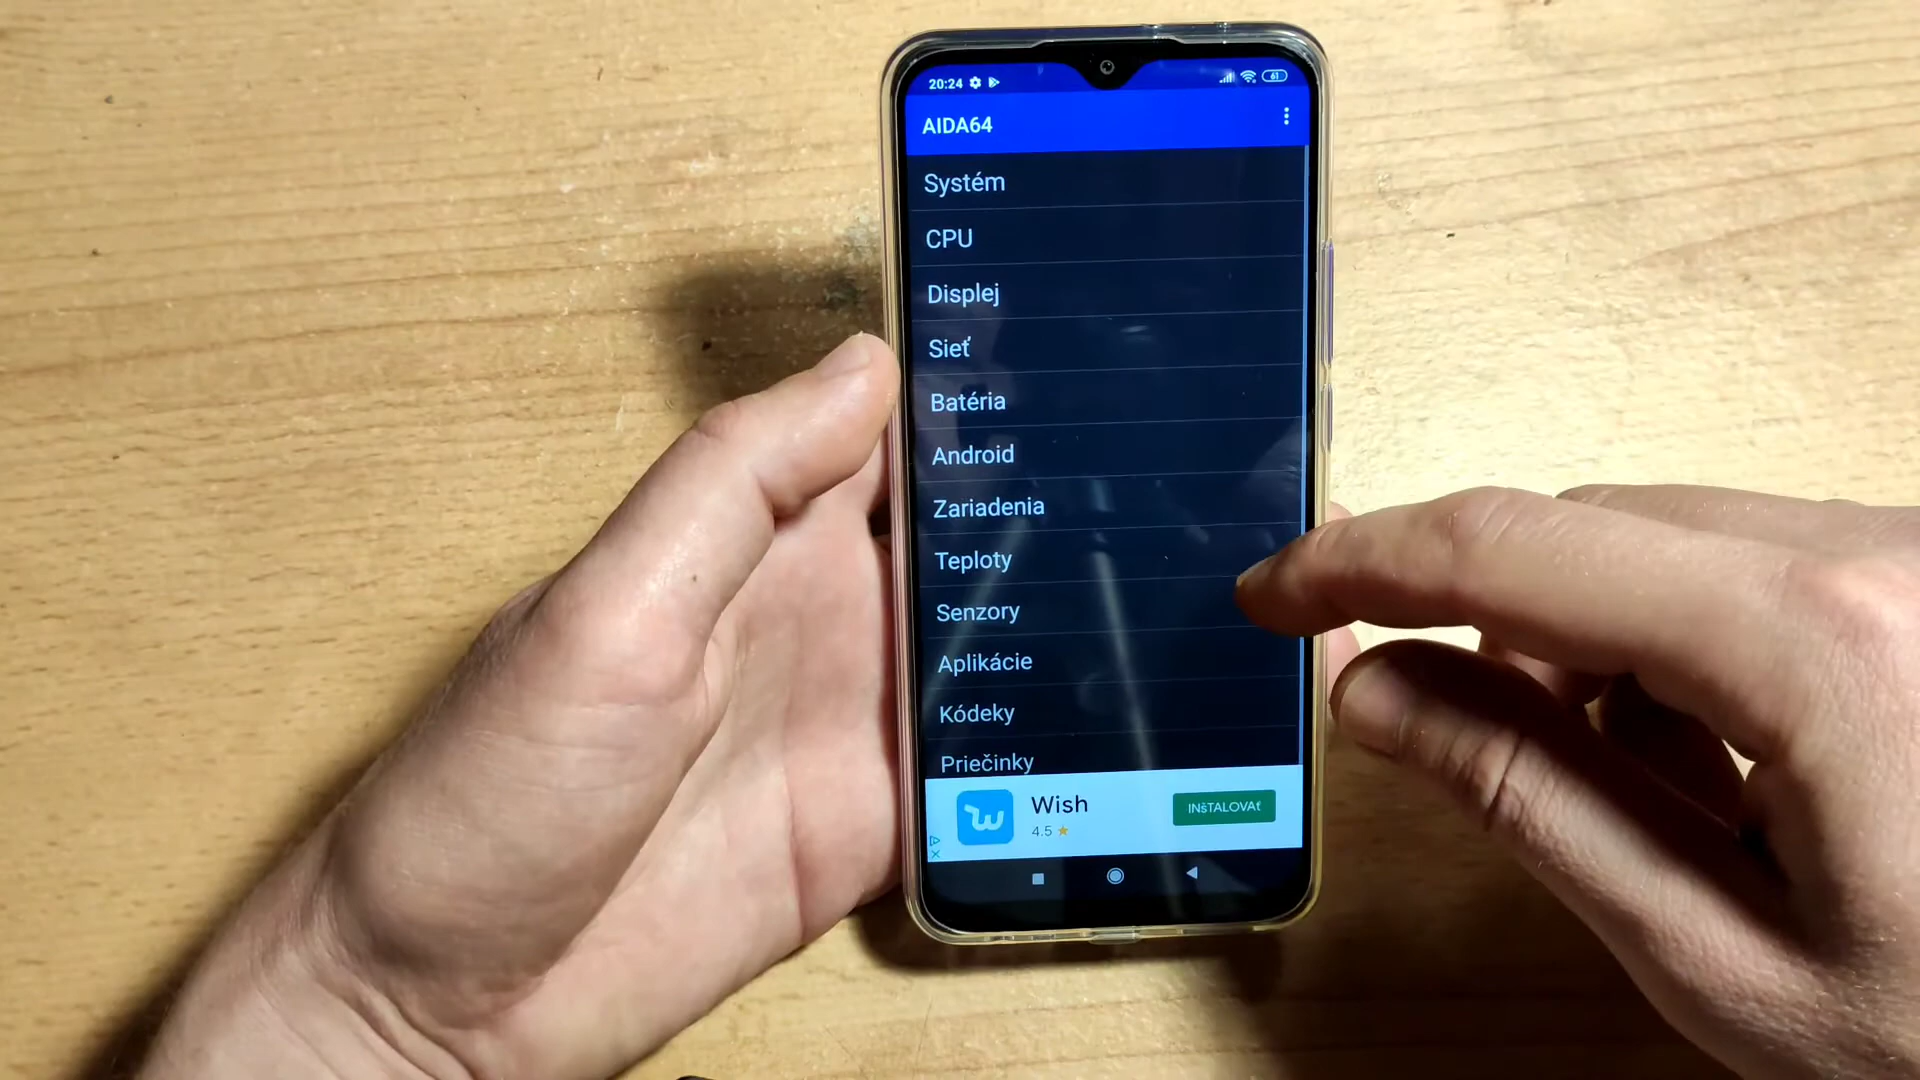 20:24
61
AIDA64
Systém
CPU
Displej
Sieť
Batéria
Android
Zariadenia
Teploty
Senzory
Aplikácie
Kódeky
Priečinky
Wish
4.5 ★
INšTALOVAť